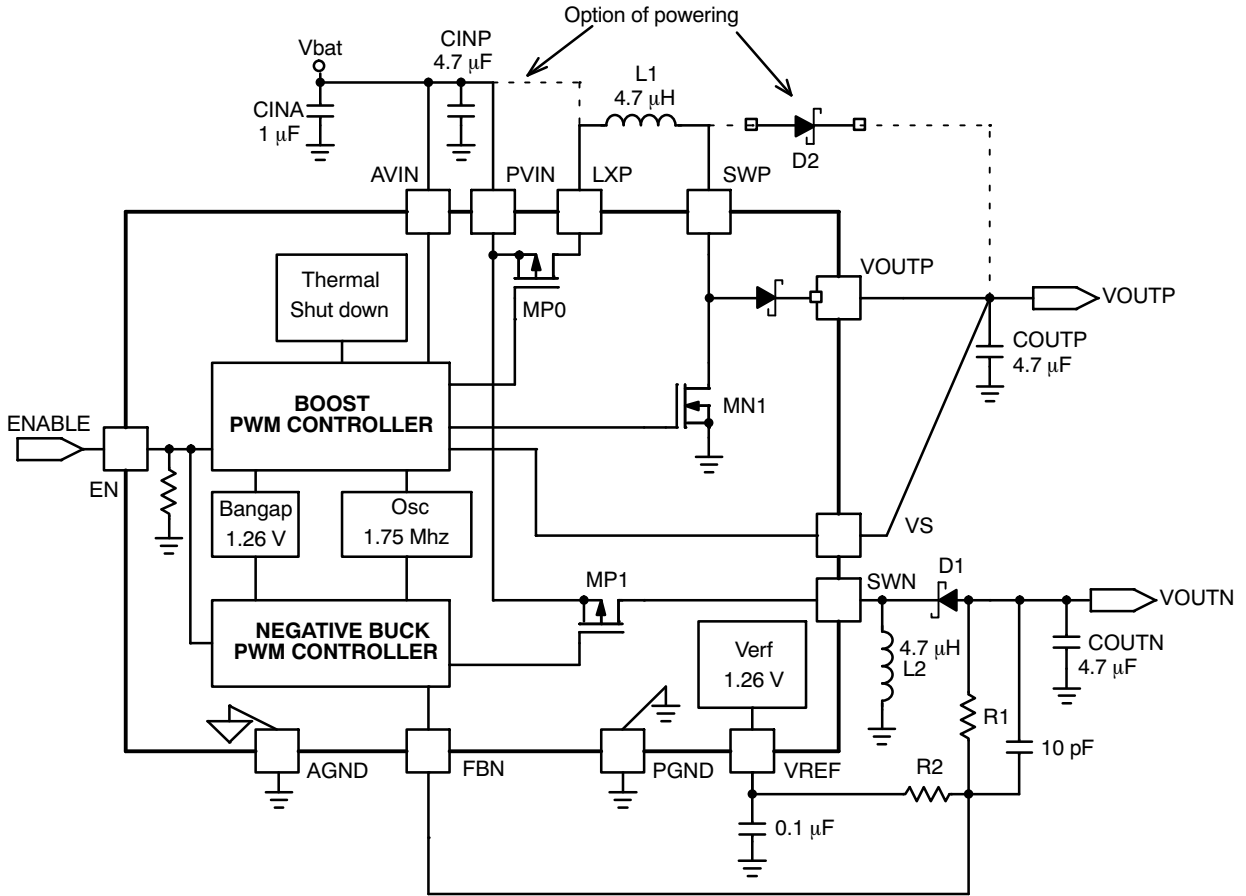 Option of powering
Vbat
CINP
4.7 μF
L1
4.7 μH
CINA
1 μF
D2
AVIN
PVIN
LXP
SWP
Thermal
Shut down
MP0
VOUTP
VOUTP
COUTP
4.7 μF
BOOST
PWM CONTROLLER
MN1
ENABLE
EN
Bangap
1.26 V
Osc
1.75 Mhz
VS
MP1
SWN
D1
VOUTN
NEGATIVE BUCK
PWM CONTROLLER
Verf
1.26 V
4.7 μH
L2
COUTN
4.7 μF
R1
10 pF
AGND
FBN
PGND
VREF
R2
0.1 μF